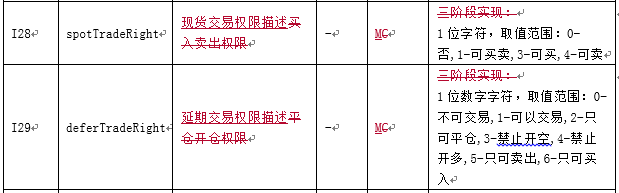 I28 spotTradeRight 现货交易权限描述买入卖出权限 - MC 三阶段实现：
1 位字符，取值范围：0-
否,1-可买卖,3-可买,4-可卖
I29 deferTradeRight 延期交易权限描述平仓开仓权限 - MC 三阶段实现：
1 位数字字符，取值范围：0-
不可交易,1-可以交易,2-只
可平仓,3-禁止开空,4-禁止
开多,5-只可卖出,6-只可买
入